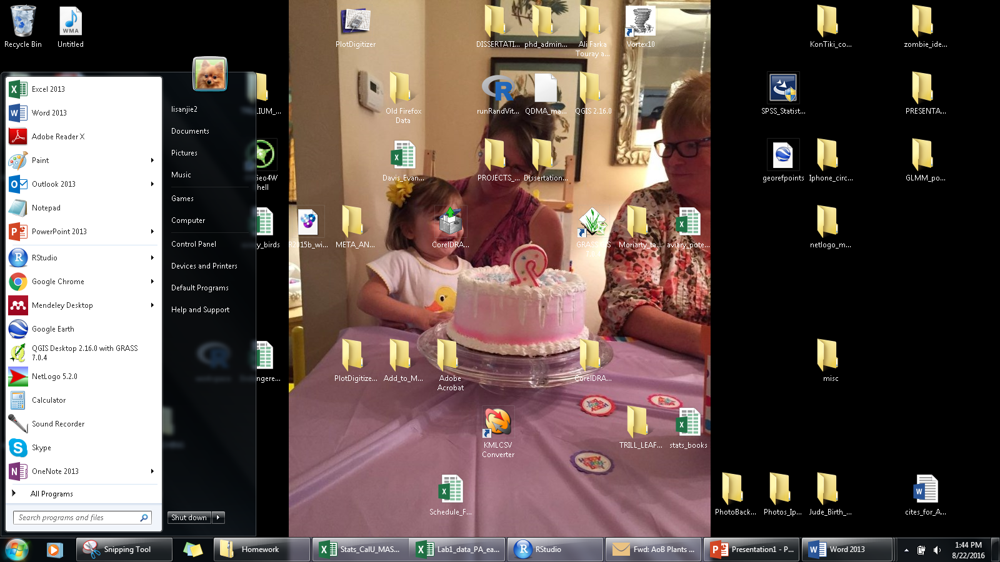 Recycle Bin
Untitled
PlotDigitizer
DISSERTATI...
phd_admin...
Ali Farka
Touray a...
Vortex10
KonTiki_co...
zombie_ide...
Excel 2013
Word 2013
Adobe Reader X
Paint
Outlook 2013
Notepad
PowerPoint 2013
RStudio
Google Chrome
Mendeley Desktop
Google Earth
QGIS Desktop 2.16.0 with GRASS
7.0.4
NetLogo 5.2.0
Calculator
Sound Recorder
Skype
OneNote 2013
All Programs
Search programs and files
lisanjie2
Documents
Pictures
Music
Games
Computer
Control Panel
Devices and Printers
Default Programs
Help and Support
Shut down
LIUM_...
Old Firefox
Data
runRandVit...
QDMA_ma...
QGIS 2.16.0
SPSS_Statist...
PRESENTA...
Geo4W
hell
Davis_Evan...
PROJECTS_...
Dissertation...
georefpoints
Iphone_circ...
GLMM_po...
y_birds
R2015b_wi...
META_AN...
CorelDRA...
Moriarty_ta...
aviary_pote...
netlogo_m...
ngere...
PlotDigitize...
Add_to_M...
Adobe
Acrobat
CorelDRA...
misc
KMLCSV
Converter
TRILL_LEAF...
stats_books
Schedule_F...
PhotoBack...
Photos_Ip...
Jude_Birth_...
cites_for_A...
Snipping Tool
Homework
Stats_CalU_MAS...
Lab1_data_PA_ea...
RStudio
Fwd: AoB Plants ...
Presentation1 - P...
Word 2013
1:44 PM
8/22/2016